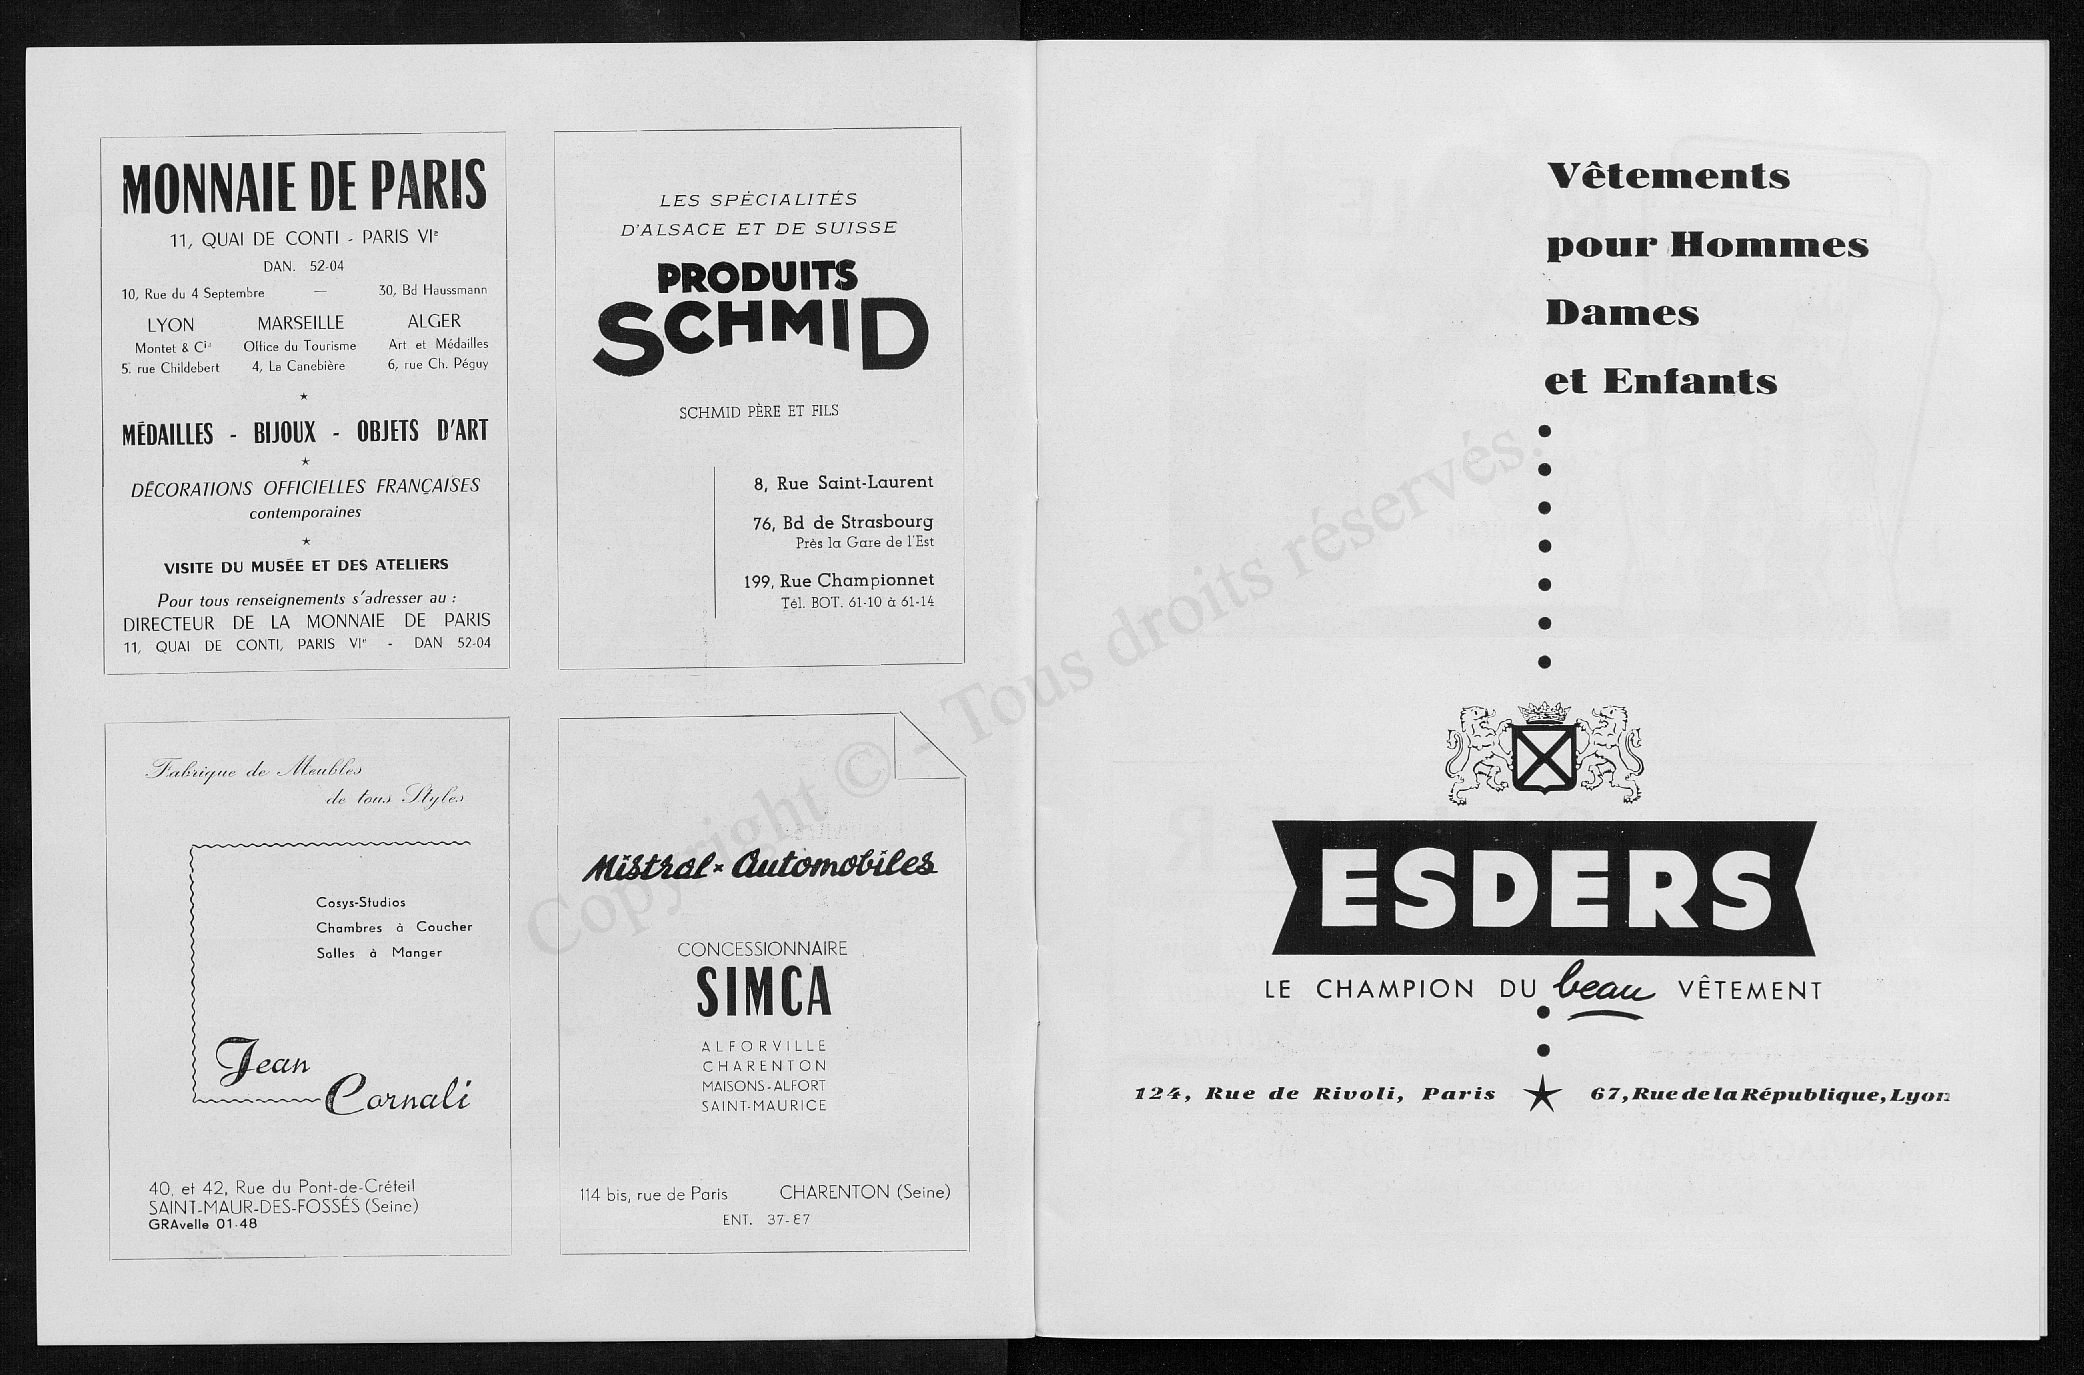 MONNAIE DE PARIS
11, QUAI DE CONTI - PARIS VIe
DAN. 52-04
10, Rue du 4 Septembre — 30, Bd Haussmann
LYON MARSEILLE ALGER
Montet & Cie Office du Tourisme Art et Médailles
5, rue Childebert 4, La Canebière 6, rue Ch. Péguy
MÉDAILLES - BIJOUX - OBJETS D'ART
DÉCORATIONS OFFICIELLES FRANÇAISES
contemporaines
VISITE DU MUSÉE ET DES ATELIERS
Pour tous renseignements s'adresser au :
DIRECTEUR DE LA MONNAIE DE PARIS
11, QUAI DE CONTI, PARIS VIe - DAN 52-04
LES SPÉCIALITÉS
D'ALSACE ET DE SUISSE
PRODUITS
SCHMID
SCHMID PÈRE ET FILS
8, Rue Saint-Laurent
76, Bd de Strasbourg
Près la Gare de l'Est
199, Rue Championnet
Tél. BOT. 61-10 à 61-14
Fabrique de Meubles
de tous Styles
Cosys-Studios
Chambres à Coucher
Salles à Manger
Jean
Cornali
40, et 42, Rue du Pont-de-Créteil
SAINT-MAUR-DES-FOSSÉS (Seine)
GRAvelle 01-48
Mistral - Automobiles
CONCESSIONNAIRE
SIMCA
ALFORVILLE
CHARENTON
MAISONS-ALFORT
SAINT-MAURICE
114 bis, rue de Paris CHARENTON (Seine)
ENT. 37-87
Vêtements
pour Hommes
Dames
et Enfants
ESDERS
LE CHAMPION DU beau VÊTEMENT
124, Rue de Rivoli, Paris 67, Rue de la République, Lyon
Copyright © - Tous droits réservés.